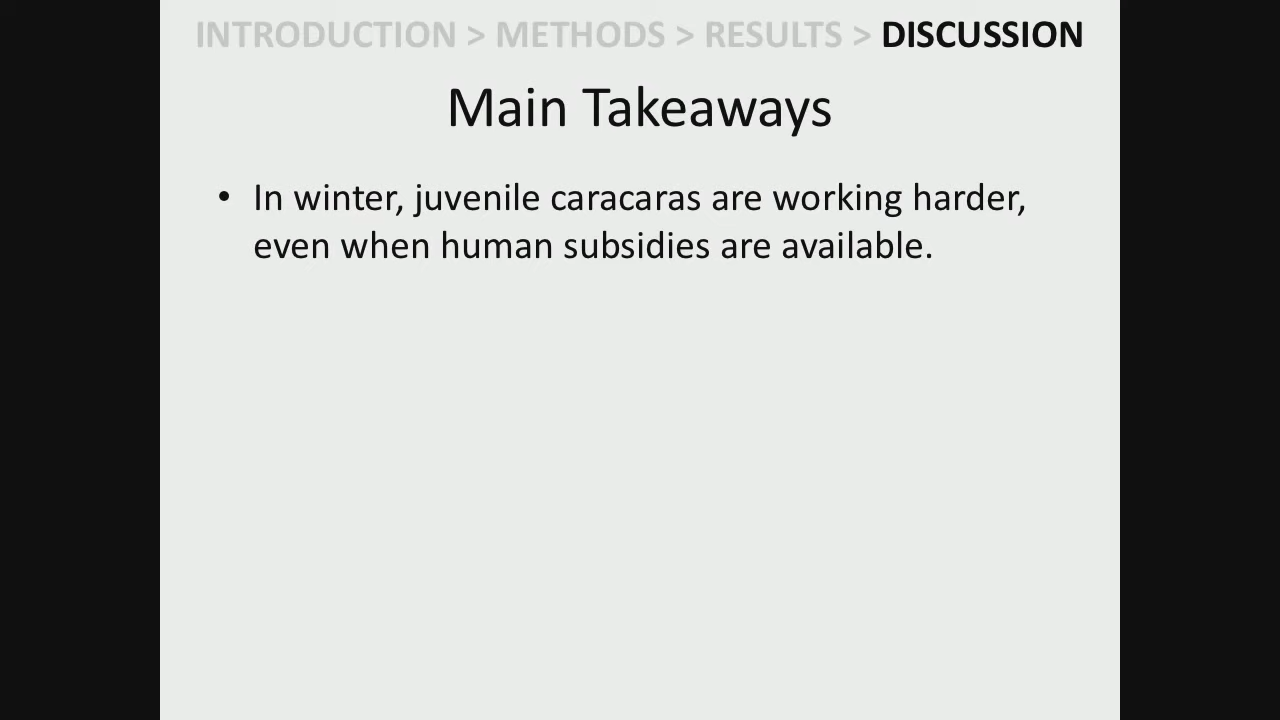 INTRODUCTION > METHODS > RESULTS > DISCUSSION
Main Takeaways
• In winter, juvenile caracaras are working harder,
even when human subsidies are available.